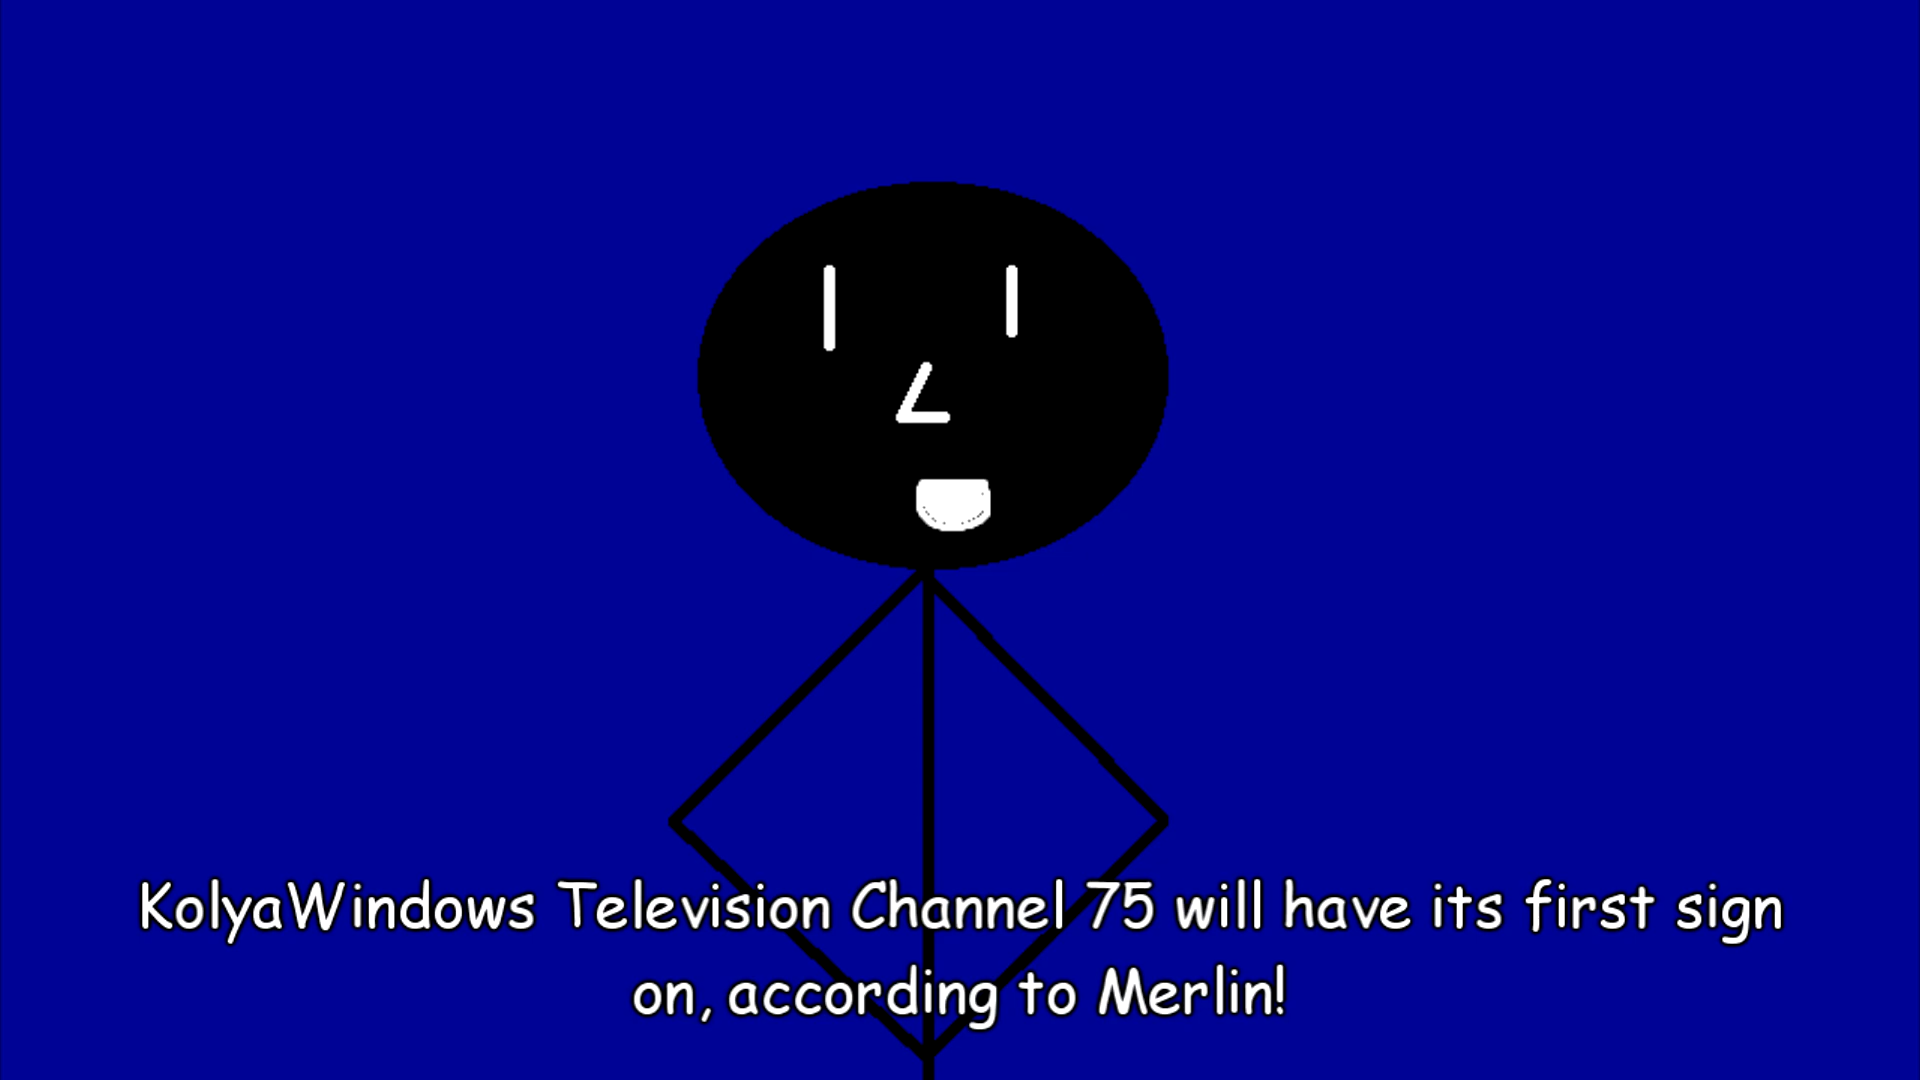 KolyaWindows Television Channel 75 will have its first sign
on, according to Merlin!